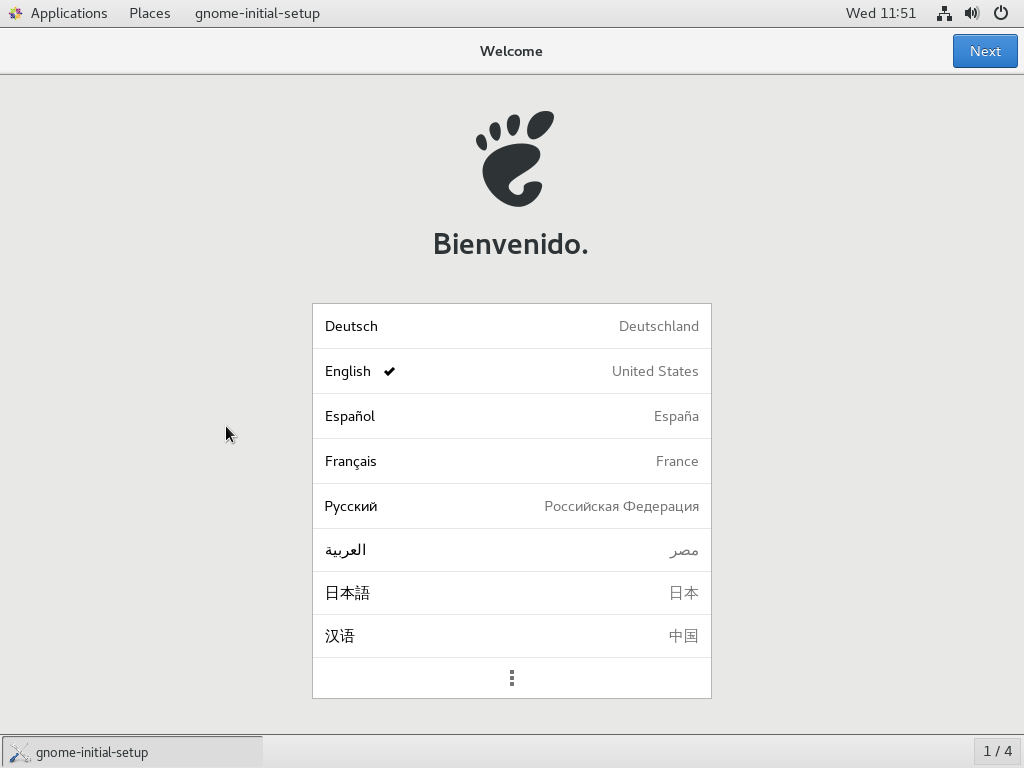 Applications Places gnome-initial-setup Wed 11:51
Welcome Next
Bienvenido.
Deutsch Deutschland
English United States
Español España
Français France
Русский Российская Федерация
العربية مصر
日本語 日本
汉语 中国
gnome-initial-setup 1 / 4